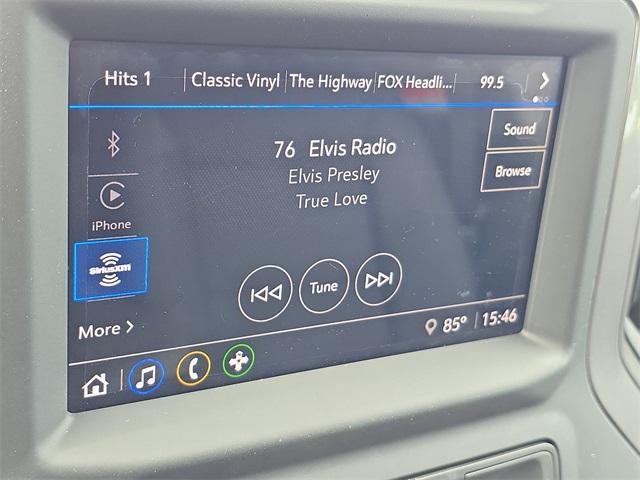 Hits 1 Classic Vinyl The Highway FOX Headli... 99.5
Sound
76 Elvis Radio
Elvis Presley
Browse
True Love
iPhone
SiriusXM
Tune
More
85° 15:46